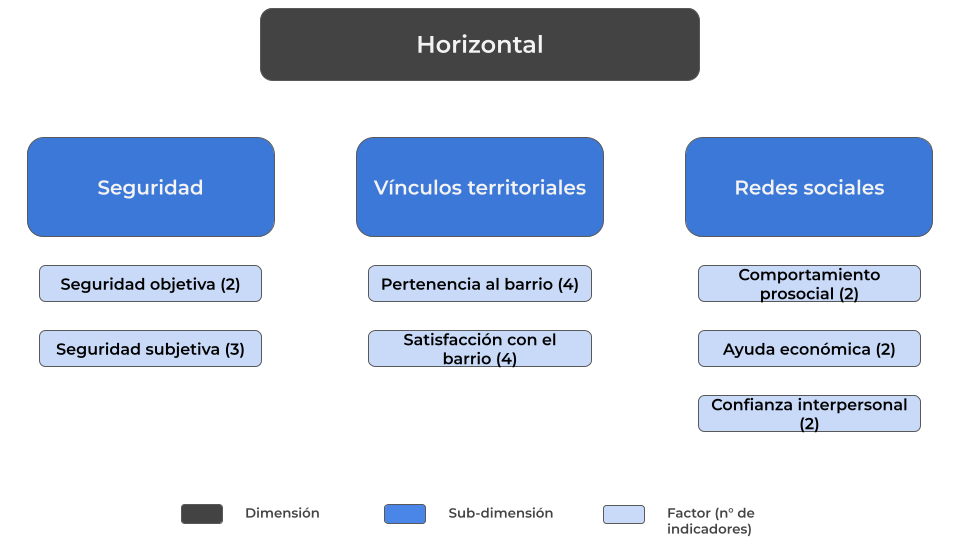 Horizontal
Seguridad
Vínculos territoriales
Redes sociales
Seguridad objetiva (2)
Pertenencia al barrio (4)
Comportamiento
prosocial (2)
Seguridad subjetiva (3)
Satisfacción con el
barrio (4)
Ayuda económica (2)
Confianza interpersonal
(2)
Dimensión
Sub-dimensión
Factor (n° de
indicadores)